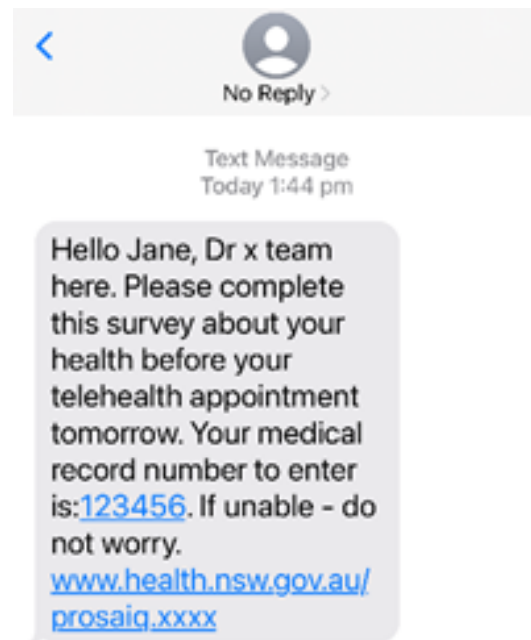 No Reply >
Text Message
Today 1:44 pm
Hello Jane, Dr x team
here. Please complete
this survey about your
health before your
telehealth appointment
tomorrow. Your medical
record number to enter
is:123456. If unable - do
not worry.
www.health.nsw.gov.au/
prosaiq.xxxx